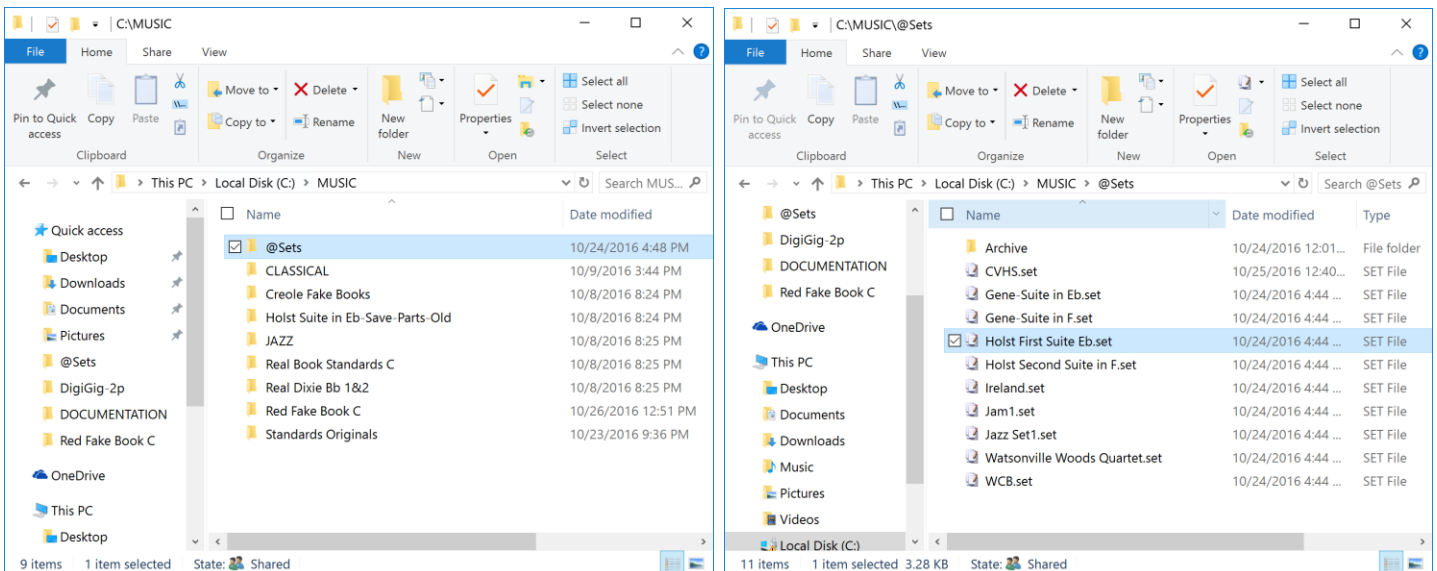 C:\MUSIC
File Home Share View
Pin to Quick access Copy Paste
Move to Copy to Delete Rename
New folder
Properties
Select all
Select none
Invert selection
Clipboard Organize New Open Select
This PC > Local Disk (C:) > MUSIC
Search MUS...
Name Date modified
Quick access
Desktop
Downloads
Documents
Pictures
@Sets
DigiGig-2p
DOCUMENTATION
Red Fake Book C
OneDrive
This PC
Desktop
@Sets 10/24/2016 4:48 PM
CLASSICAL 10/9/2016 3:44 PM
Creole Fake Books 10/8/2016 8:24 PM
Holst Suite in Eb-Save-Parts-Old 10/8/2016 8:24 PM
JAZZ 10/8/2016 8:25 PM
Real Book Standards C 10/8/2016 8:25 PM
Real Dixie Bb 1&2 10/8/2016 8:25 PM
Red Fake Book C 10/26/2016 12:51 PM
Standards Originals 10/23/2016 9:36 PM
9 items 1 item selected State: Shared
C:\MUSIC\@Sets
File Home Share View
Pin to Quick access Copy Paste
Move to Copy to Delete Rename
New folder
Properties
Select all
Select none
Invert selection
Clipboard Organize New Open Select
This PC > Local Disk (C:) > MUSIC > @Sets
Search @Sets
Name Date modified Type
@Sets
DigiGig-2p
DOCUMENTATION
Red Fake Book C
OneDrive
This PC
Desktop
Documents
Downloads
Music
Pictures
Videos
Local Disk (C:)
Archive 10/24/2016 12:01... File folder
CVHS.set 10/25/2016 12:40... SET File
Gene-Suite in Eb.set 10/24/2016 4:44 ... SET File
Gene-Suite in F.set 10/24/2016 4:44 ... SET File
Holst First Suite Eb.set 10/24/2016 4:44 ... SET File
Holst Second Suite in F.set 10/24/2016 4:44 ... SET File
Ireland.set 10/24/2016 4:44 ... SET File
Jam1.set 10/24/2016 4:44 ... SET File
Jazz Set1.set 10/24/2016 4:44 ... SET File
Watsonville Woods Quartet.set 10/24/2016 4:44 ... SET File
WCB.set 10/24/2016 4:44 ... SET File
11 items 1 item selected 3.28 KB State: Shared